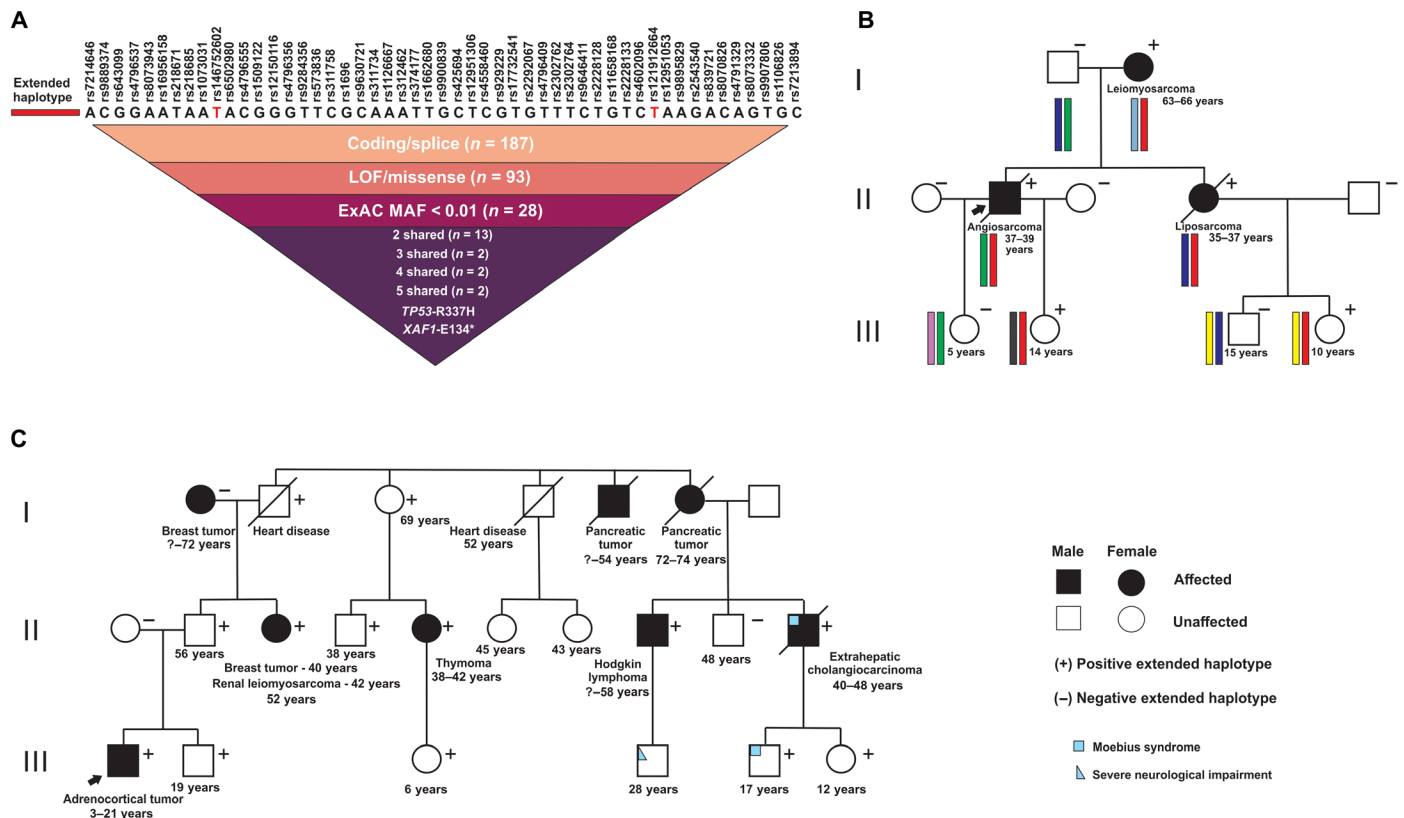 A
rs7214646
rs9889374
rs643099
rs4796537
rs8073943
rs16956158
rs218671
rs218685
rs1073031
rs146752602
rs6502980
rs4796555
rs1509122
rs12150116
rs4796356
rs9284356
rs573836
rs311758
rs1696
rs9630721
rs311734
rs1126667
rs312462
rs374177
rs1662680
rs9900839
rs425694
rs12951306
rs4558460
rs2292291
rs17732541
rs2292067
rs4796409
rs2302762
rs2302764
rs9646411
rs2228128
rs11658168
rs2228133
rs4602096
rs121912664
rs12951053
rs9895829
rs2543540
rs839721
rs8070826
rs4791329
rs8073332
rs9907806
rs1106826
rs7213894
Extended
haplotype
A C G G A A T A A T A C G G G T T C G C A A A T T G C T C G T G T T T C T G T C T A A G A C A G T G C
Coding/splice (n = 187)
LOF/missense (n = 93)
ExAC MAF < 0.01 (n = 28)
2 shared (n = 13)
3 shared (n = 2)
4 shared (n = 2)
5 shared (n = 2)
TP53-R337H
XAF1-E134*
B
I
− +
Leiomyosarcoma
63–66 years
II
− + − + −
Angiosarcoma
37–39
years
Liposarcoma
35–37 years
III
− + − +
5 years
14 years
15 years
10 years
C
I
− + +
Breast tumor
?–72 years
Heart disease
69 years
Heart disease
52 years
Pancreatic
tumor
?–54 years
Pancreatic
tumor
72–74 years
II
− + + + + + − +
56 years
Breast tumor - 40 years
Renal leiomyosarcoma - 42 years
52 years
38 years
Thymoma
38–42 years
45 years
43 years
Hodgkin
lymphoma
?–58 years
48 years
Extrahepatic
cholangiocarcinoma
40–48 years
III
+ + + + +
Adrenocortical tumor
3–21 years
19 years
6 years
28 years
17 years
12 years
Male Female
Affected
Unaffected
(+) Positive extended haplotype
(−) Negative extended haplotype
Moebius syndrome
Severe neurological impairment